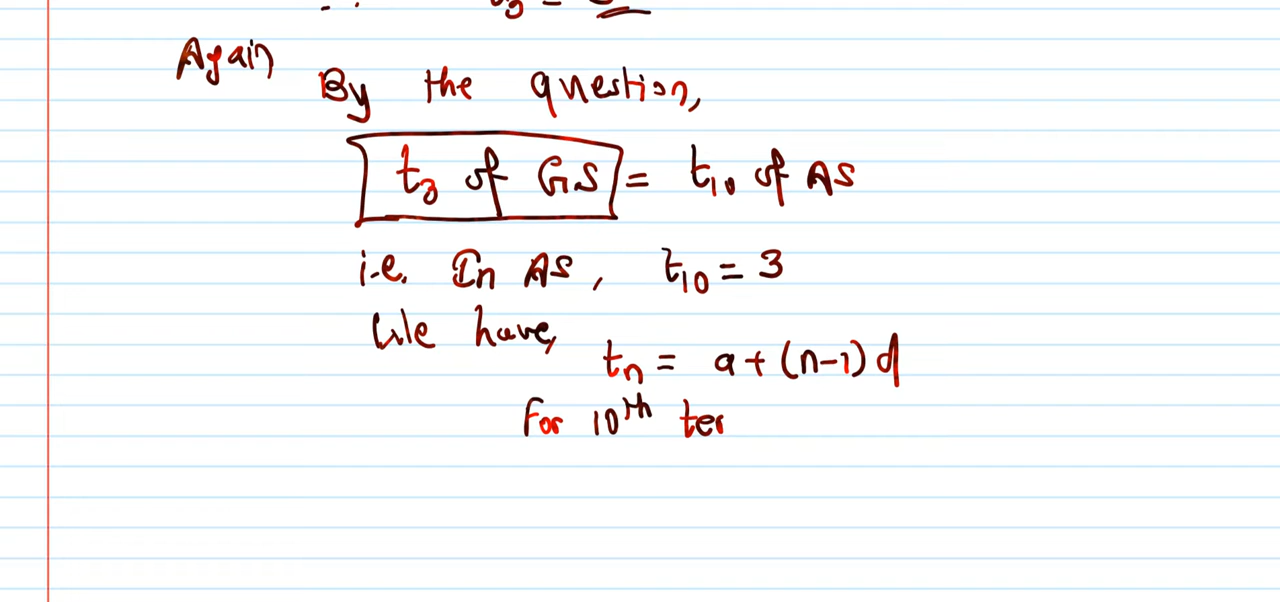 Again
By the question,
t3 of GS = t10 of AS
i.e. In AS, t10 = 3
We have,
tn = a + (n-1) d
For 10th ter